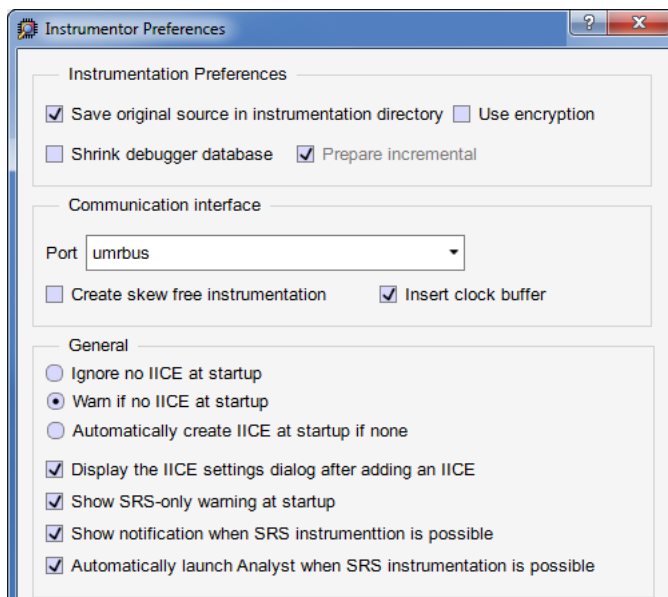 Instrumentor Preferences
?
Instrumentation Preferences
Save original source in instrumentation directory Use encryption
Shrink debugger database Prepare incremental
Communication interface
Port umrbus
Create skew free instrumentation Insert clock buffer
General
Ignore no IICE at startup
Warn if no IICE at startup
Automatically create IICE at startup if none
Display the IICE settings dialog after adding an IICE
Show SRS-only warning at startup
Show notification when SRS instrumenttion is possible
Automatically launch Analyst when SRS instrumentation is possible